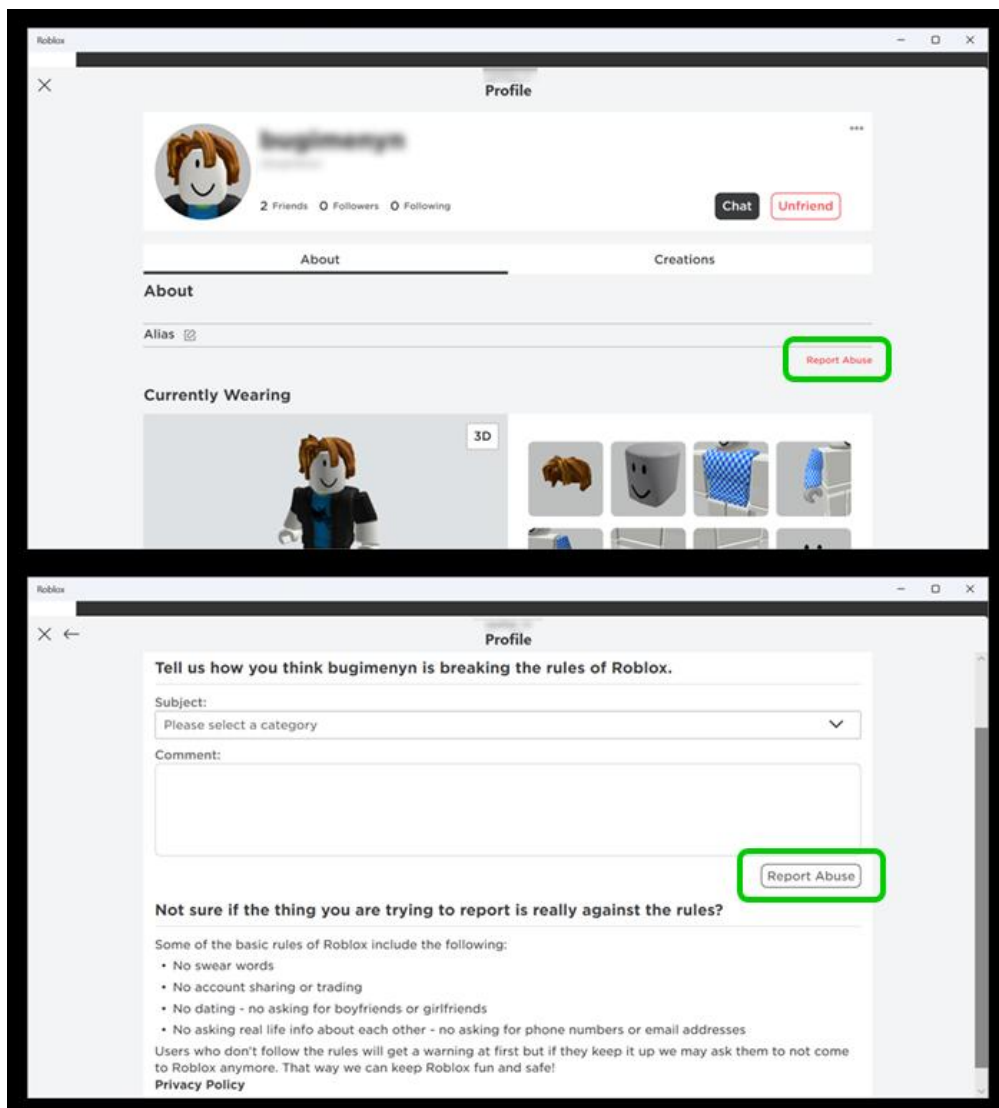 Roblox
Profile
bugimenyn
2 Friends 0 Followers 0 Following
Chat
Unfriend
About
Creations
About
Alias
Report Abuse
Currently Wearing
3D
Roblox
Profile
Tell us how you think bugimenyn is breaking the rules of Roblox.
Subject:
Please select a category
Comment:
Report Abuse
Not sure if the thing you are trying to report is really against the rules?
Some of the basic rules of Roblox include the following:
• No swear words
• No account sharing or trading
• No dating - no asking for boyfriends or girlfriends
• No asking real life info about each other - no asking for phone numbers or email addresses
Users who don't follow the rules will get a warning at first but if they keep it up we may ask them to not come
to Roblox anymore. That way we can keep Roblox fun and safe!
Privacy Policy